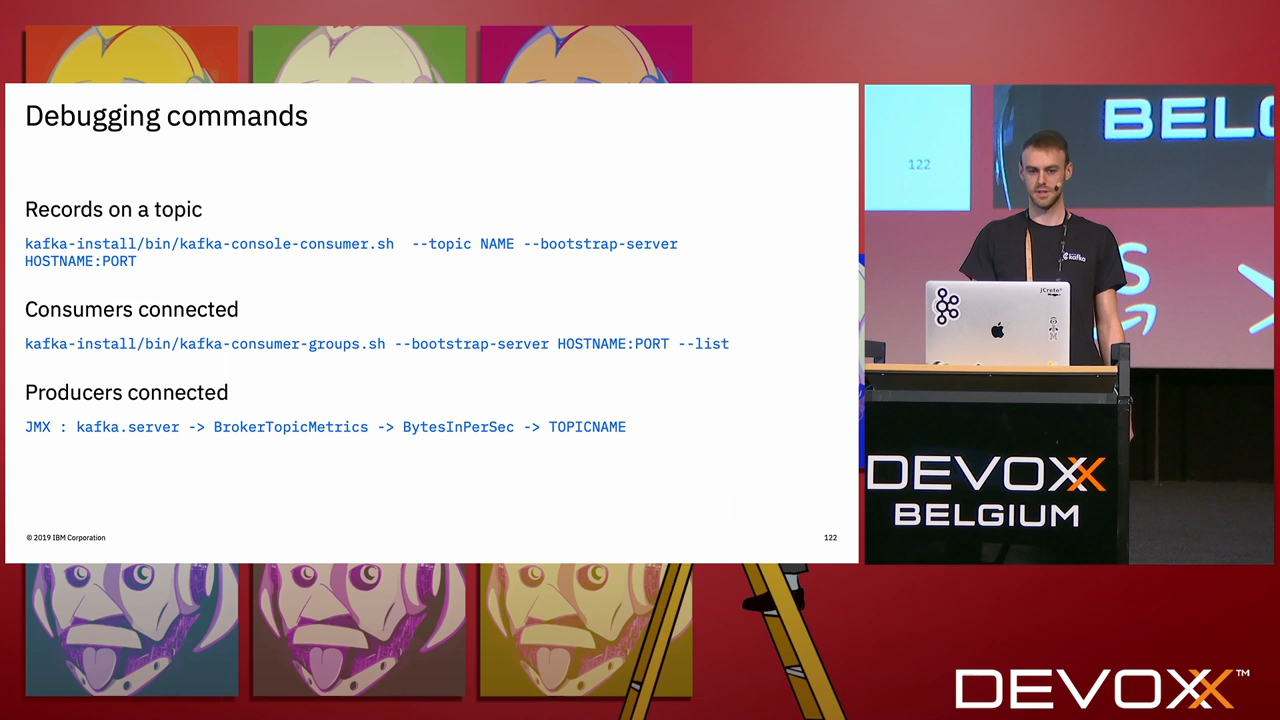 Debugging commands
Records on a topic
kafka-install/bin/kafka-console-consumer.sh  --topic NAME --bootstrap-server
HOSTNAME:PORT
Consumers connected
kafka-install/bin/kafka-consumer-groups.sh --bootstrap-server HOSTNAME:PORT --list
Producers connected
JMX : kafka.server -> BrokerTopicMetrics -> BytesInPerSec -> TOPICNAME
© 2019 IBM Corporation
122
BELG
122
kafka
S
jCrete
DEVOXX
BELGIUM
DEVOXX™